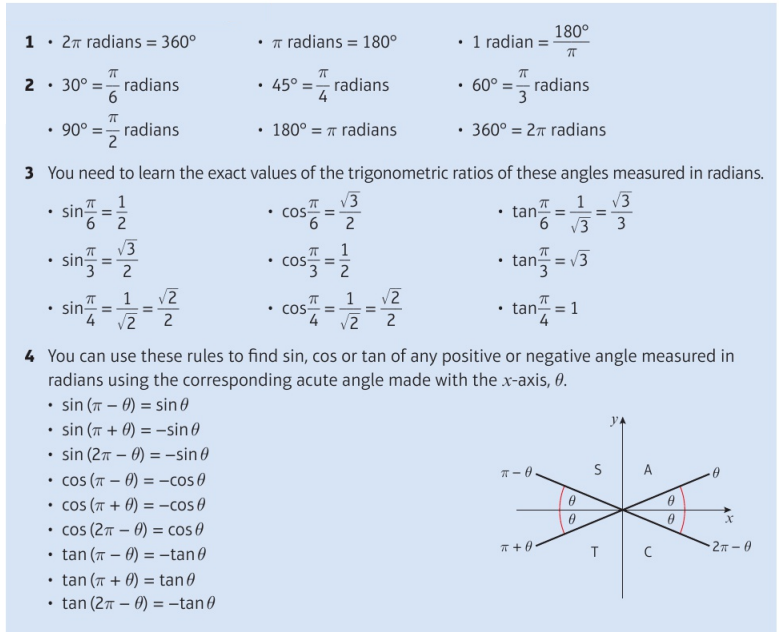 1 • 2π radians = 360° • π radians = 180° • 1 radian = 180°/π
2 • 30° = π/6 radians • 45° = π/4 radians • 60° = π/3 radians
• 90° = π/2 radians • 180° = π radians • 360° = 2π radians
3 You need to learn the exact values of the trigonometric ratios of these angles measured in radians.
• sin π/6 = 1/2 • cos π/6 = √3/2 • tan π/6 = 1/√3 = √3/3
• sin π/3 = √3/2 • cos π/3 = 1/2 • tan π/3 = √3
• sin π/4 = 1/√2 = √2/2 • cos π/4 = 1/√2 = √2/2 • tan π/4 = 1
4 You can use these rules to find sin, cos or tan of any positive or negative angle measured in
radians using the corresponding acute angle made with the x-axis, θ.
• sin (π − θ) = sin θ
• sin (π + θ) = −sin θ
• sin (2π − θ) = −sin θ
• cos (π − θ) = −cos θ
• cos (π + θ) = −cos θ
• cos (2π − θ) = cos θ
• tan (π − θ) = −tan θ
• tan (π + θ) = tan θ
• tan (2π − θ) = −tan θ
y
π − θ S A θ
θ θ
x
θ θ
π + θ T C 2π − θ